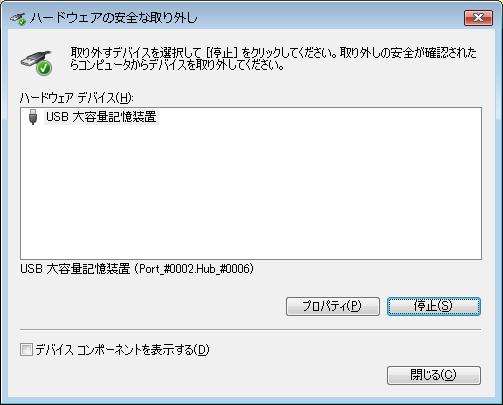 ハードウェアの安全な取り外し
取り外すデバイスを選択して [停止] をクリックしてください。取り外しの安全が確認された
らコンピュータからデバイスを取り外してください。
ハードウェア デバイス(H):
USB 大容量記憶装置
USB 大容量記憶装置 (Port_#0002.Hub_#0006)
プロパティ(P)
停止(S)
デバイス コンポーネントを表示する(D)
閉じる(C)